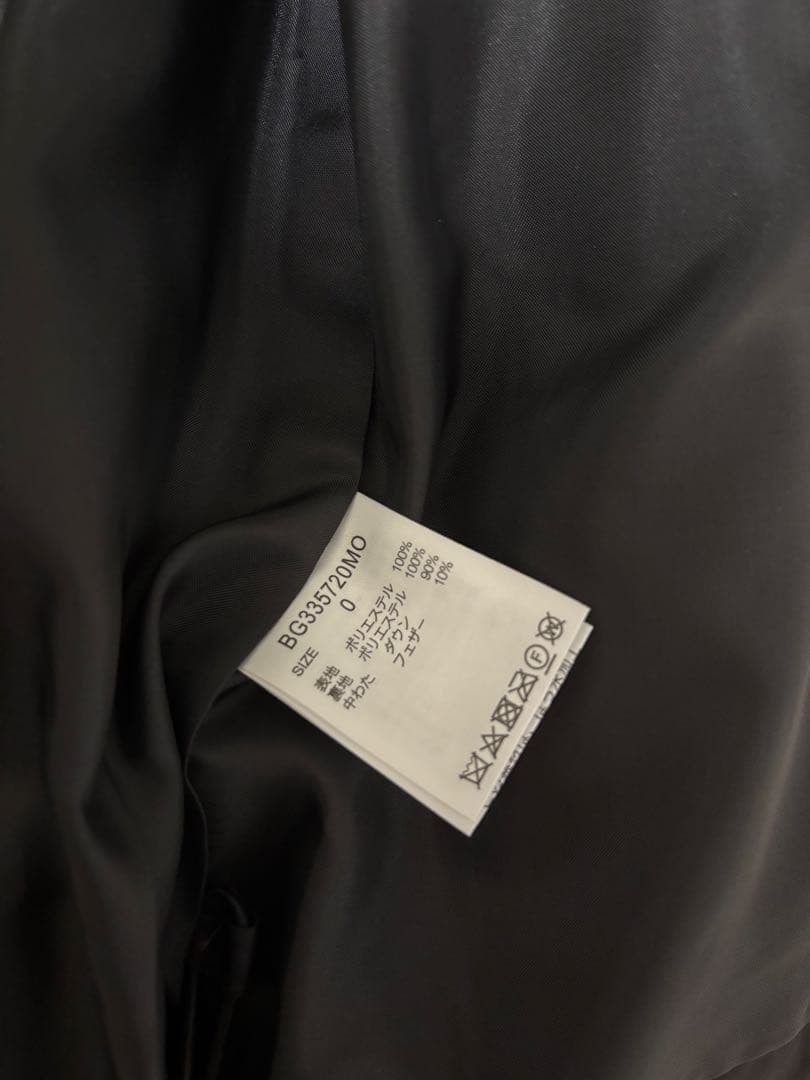 BG335720MO
SIZE 0
表地 ポリエステル 100%
裏地 ポリエステル 100%
中わた ダウン 90%
フェザー 10%
F
W